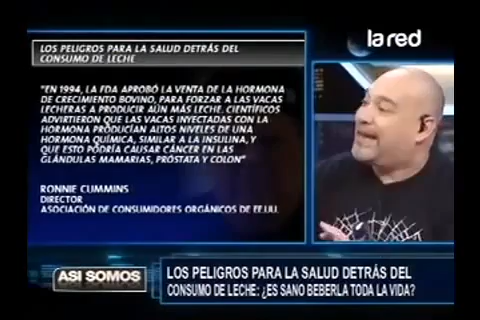 la red
LOS PELIGROS PARA LA SALUD DETRÁS DEL
CONSUMO DE LECHE
"EN 1994, LA FDA APROBÓ LA VENTA DE LA HORMONA
DE CRECIMIENTO BOVINO, PARA FORZAR A LAS VACAS
LECHERAS A PRODUCIR AÚN MÁS LECHE. CIENTÍFICOS
ADVIRTIERON QUE LAS VACAS INYECTADAS CON LA
HORMONA PRODUCÍAN ALTOS NIVELES DE UNA
HORMONA QUÍMICA, SIMILAR A LA INSULINA, Y
QUE ESTO PODRÍA CAUSAR CÁNCER EN LAS
GLÁNDULAS MAMARIAS, PRÓSTATA Y COLON"
RONNIE CUMMINS
DIRECTOR
ASOCIACIÓN DE CONSUMIDORES ORGÁNICOS DE EE.UU.
ASI SOMOS
LOS PELIGROS PARA LA SALUD DETRÁS DEL
CONSUMO DE LECHE: ¿ES SANO BEBERLA TODA LA VIDA?